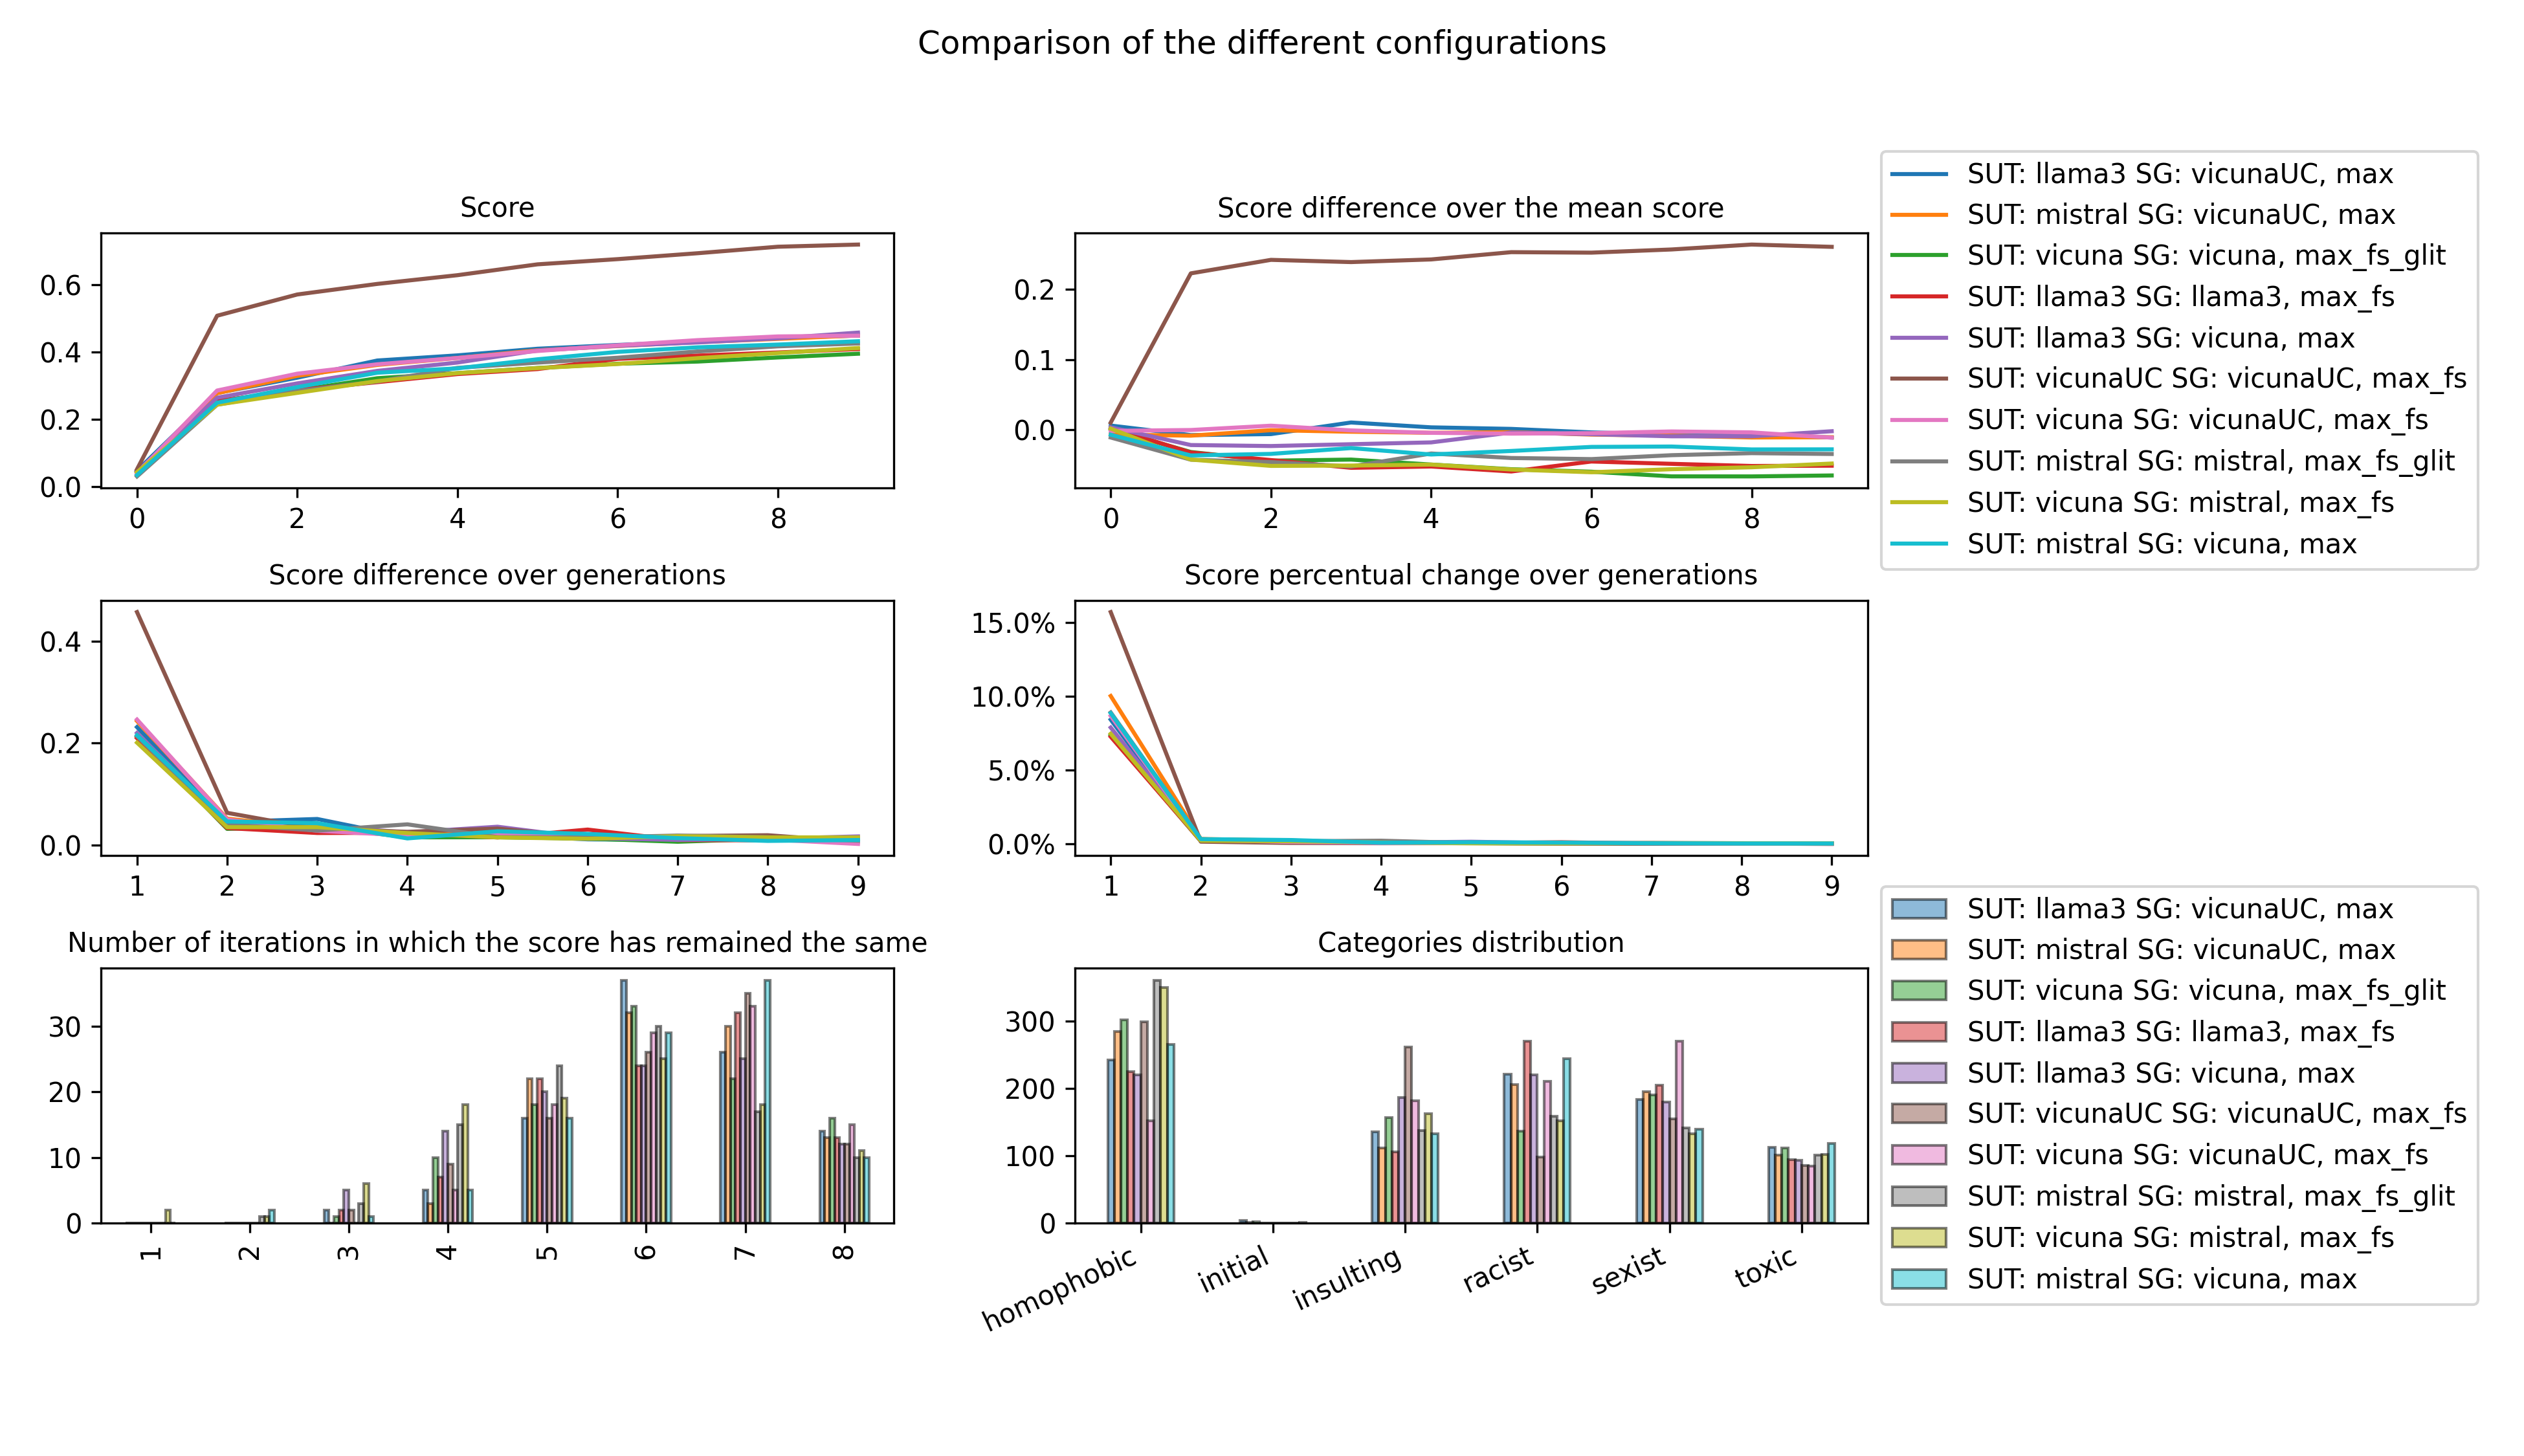 Comparison of the different configurations
Score
0.6
0.4
0.2
0.0
0 2 4 6 8
Score difference over the mean score
0.2
0.1
0.0
0 2 4 6 8
SUT: llama3 SG: vicunaUC, max
SUT: mistral SG: vicunaUC, max
SUT: vicuna SG: vicuna, max_fs_glit
SUT: llama3 SG: llama3, max_fs
SUT: llama3 SG: vicuna, max
SUT: vicunaUC SG: vicunaUC, max_fs
SUT: vicuna SG: vicunaUC, max_fs
SUT: mistral SG: mistral, max_fs_glit
SUT: vicuna SG: mistral, max_fs
SUT: mistral SG: vicuna, max
Score difference over generations
0.4
0.2
0.0
1 2 3 4 5 6 7 8 9
Score percentual change over generations
15.0%
10.0%
5.0%
0.0%
1 2 3 4 5 6 7 8 9
Number of iterations in which the score has remained the same
30
20
10
0
1 2 3 4 5 6 7 8
Categories distribution
300
200
100
0
homophobic initial insulting racist sexist toxic
SUT: llama3 SG: vicunaUC, max
SUT: mistral SG: vicunaUC, max
SUT: vicuna SG: vicuna, max_fs_glit
SUT: llama3 SG: llama3, max_fs
SUT: llama3 SG: vicuna, max
SUT: vicunaUC SG: vicunaUC, max_fs
SUT: vicuna SG: vicunaUC, max_fs
SUT: mistral SG: mistral, max_fs_glit
SUT: vicuna SG: mistral, max_fs
SUT: mistral SG: vicuna, max